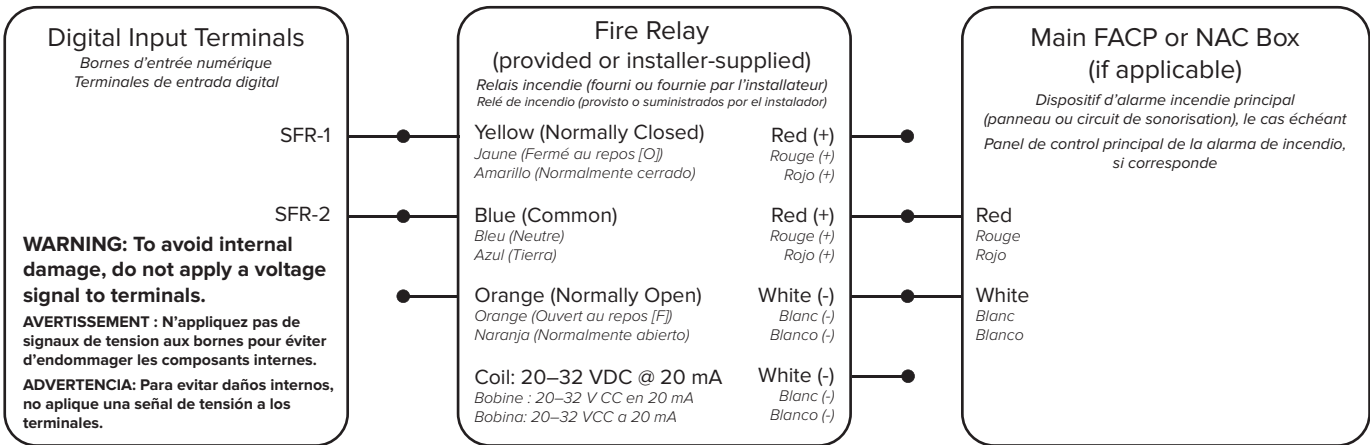 Digital Input Terminals
Bornes d'entrée numérique
Terminales de entrada digital
SFR-1
SFR-2
WARNING: To avoid internal
damage, do not apply a voltage
signal to terminals.
AVERTISSEMENT : N'appliquez pas de
signaux de tension aux bornes pour éviter
d'endommager les composants internes.
ADVERTENCIA: Para evitar daños internos,
no aplique una señal de tensión a los
terminales.
Fire Relay
(provided or installer-supplied)
Relais incendie (fourni ou fournie par l'installateur)
Relé de incendio (provisto o suministrados por el instalador)
Yellow (Normally Closed)
Jaune (Fermé au repos [O])
Amarillo (Normalmente cerrado)
Red (+)
Rouge (+)
Rojo (+)
Blue (Common)
Bleu (Neutre)
Azul (Tierra)
Red (+)
Rouge (+)
Rojo (+)
Orange (Normally Open)
Orange (Ouvert au repos [F])
Naranja (Normalmente abierto)
White (-)
Blanc (-)
Blanco (-)
Coil: 20–32 VDC @ 20 mA
Bobine : 20–32 V CC en 20 mA
Bobina: 20–32 VCC a 20 mA
White (-)
Blanc (-)
Blanco (-)
Main FACP or NAC Box
(if applicable)
Dispositif d'alarme incendie principal
(panneau ou circuit de sonorisation), le cas échéant
Panel de control principal de la alarma de incendio,
si corresponde
Red
Rouge
Rojo
White
Blanc
Blanco